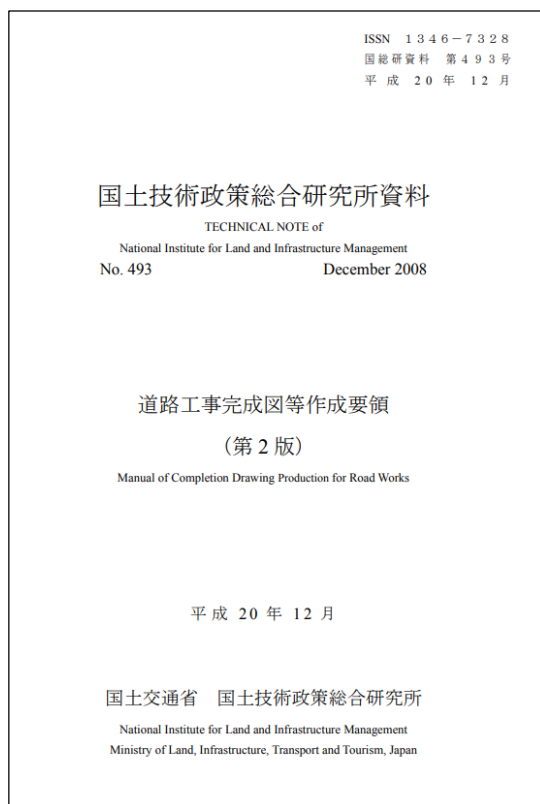 ISSN １３４６－７３２８
国総研資料 第４９３号
平成 20 年 12 月
国土技術政策総合研究所資料
TECHNICAL NOTE of
National Institute for Land and Infrastructure Management
No. 493 December 2008
道路工事完成図等作成要領
（第 2 版）
Manual of Completion Drawing Production for Road Works
平成 20 年 12 月
国土交通省 国土技術政策総合研究所
National Institute for Land and Infrastructure Management
Ministry of Land, Infrastructure, Transport and Tourism, Japan